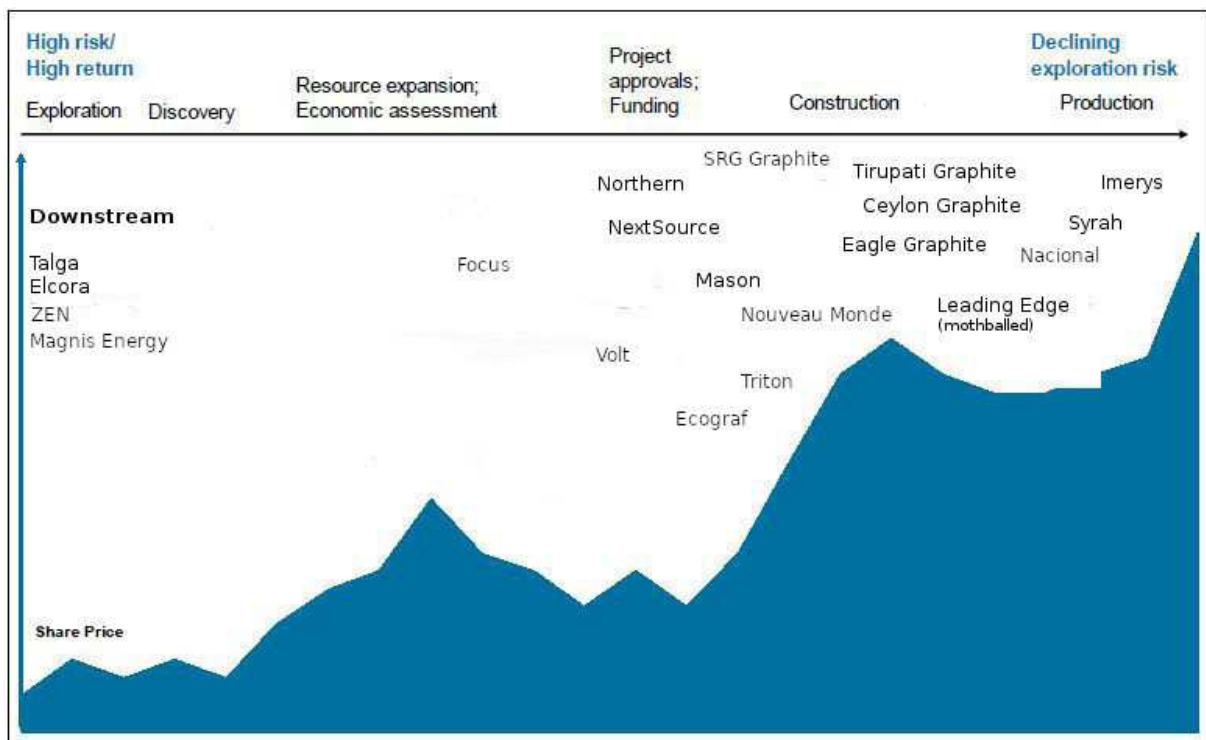 High risk/
High return
Exploration
Discovery
Resource expansion;
Economic assessment
Project
approvals;
Funding
Construction
Declining
exploration risk
Production
SRG Graphite
Northern
Tirupati Graphite
Imerys
Ceylon Graphite
Downstream
NextSource
Syrah
Eagle Graphite
Nacional
Talga
Focus
Elcora
Mason
Leading Edge
(mothballed)
ZEN
Nouveau Monde
Magnis Energy
Volt
Triton
Ecograf
Share Price